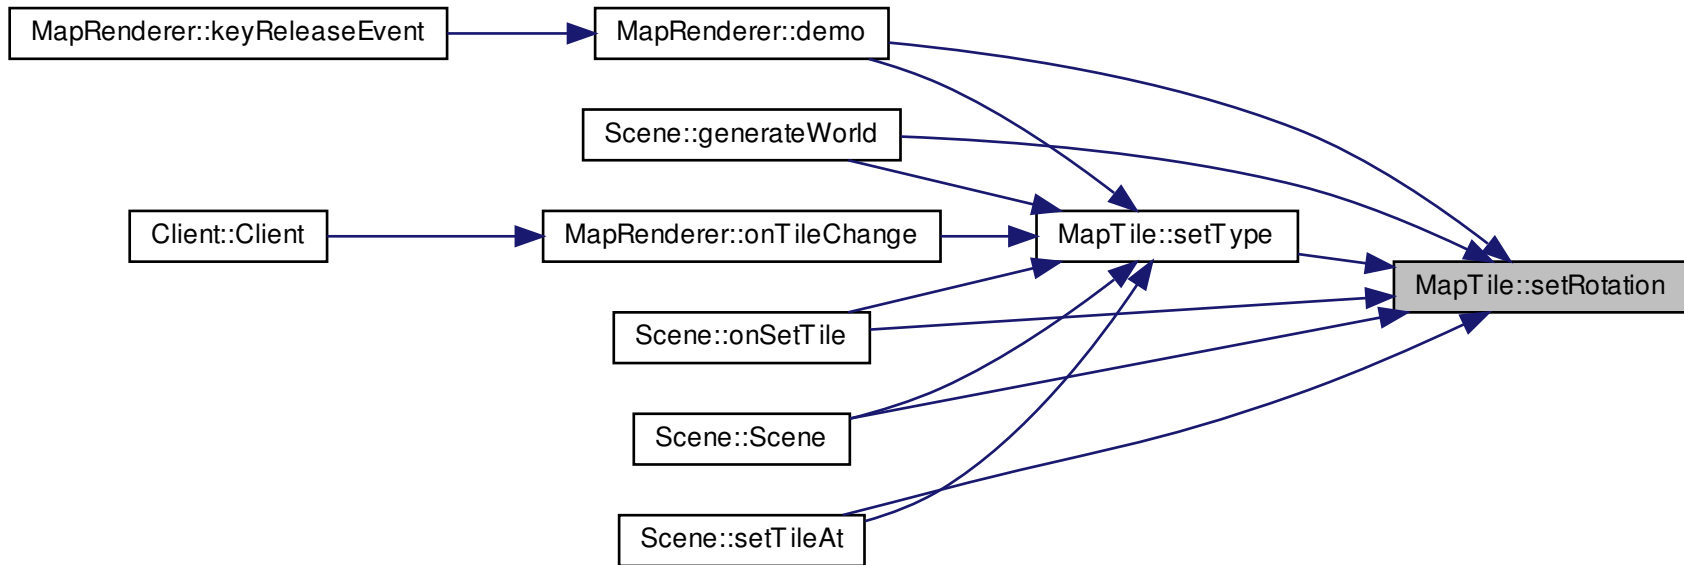 MapRenderer::keyReleaseEvent
MapRenderer::demo
Scene::generateWorld
Client::Client
MapRenderer::onTileChange
MapTile::setType
MapTile::setRotation
Scene::onSetTile
Scene::Scene
Scene::setTileAt